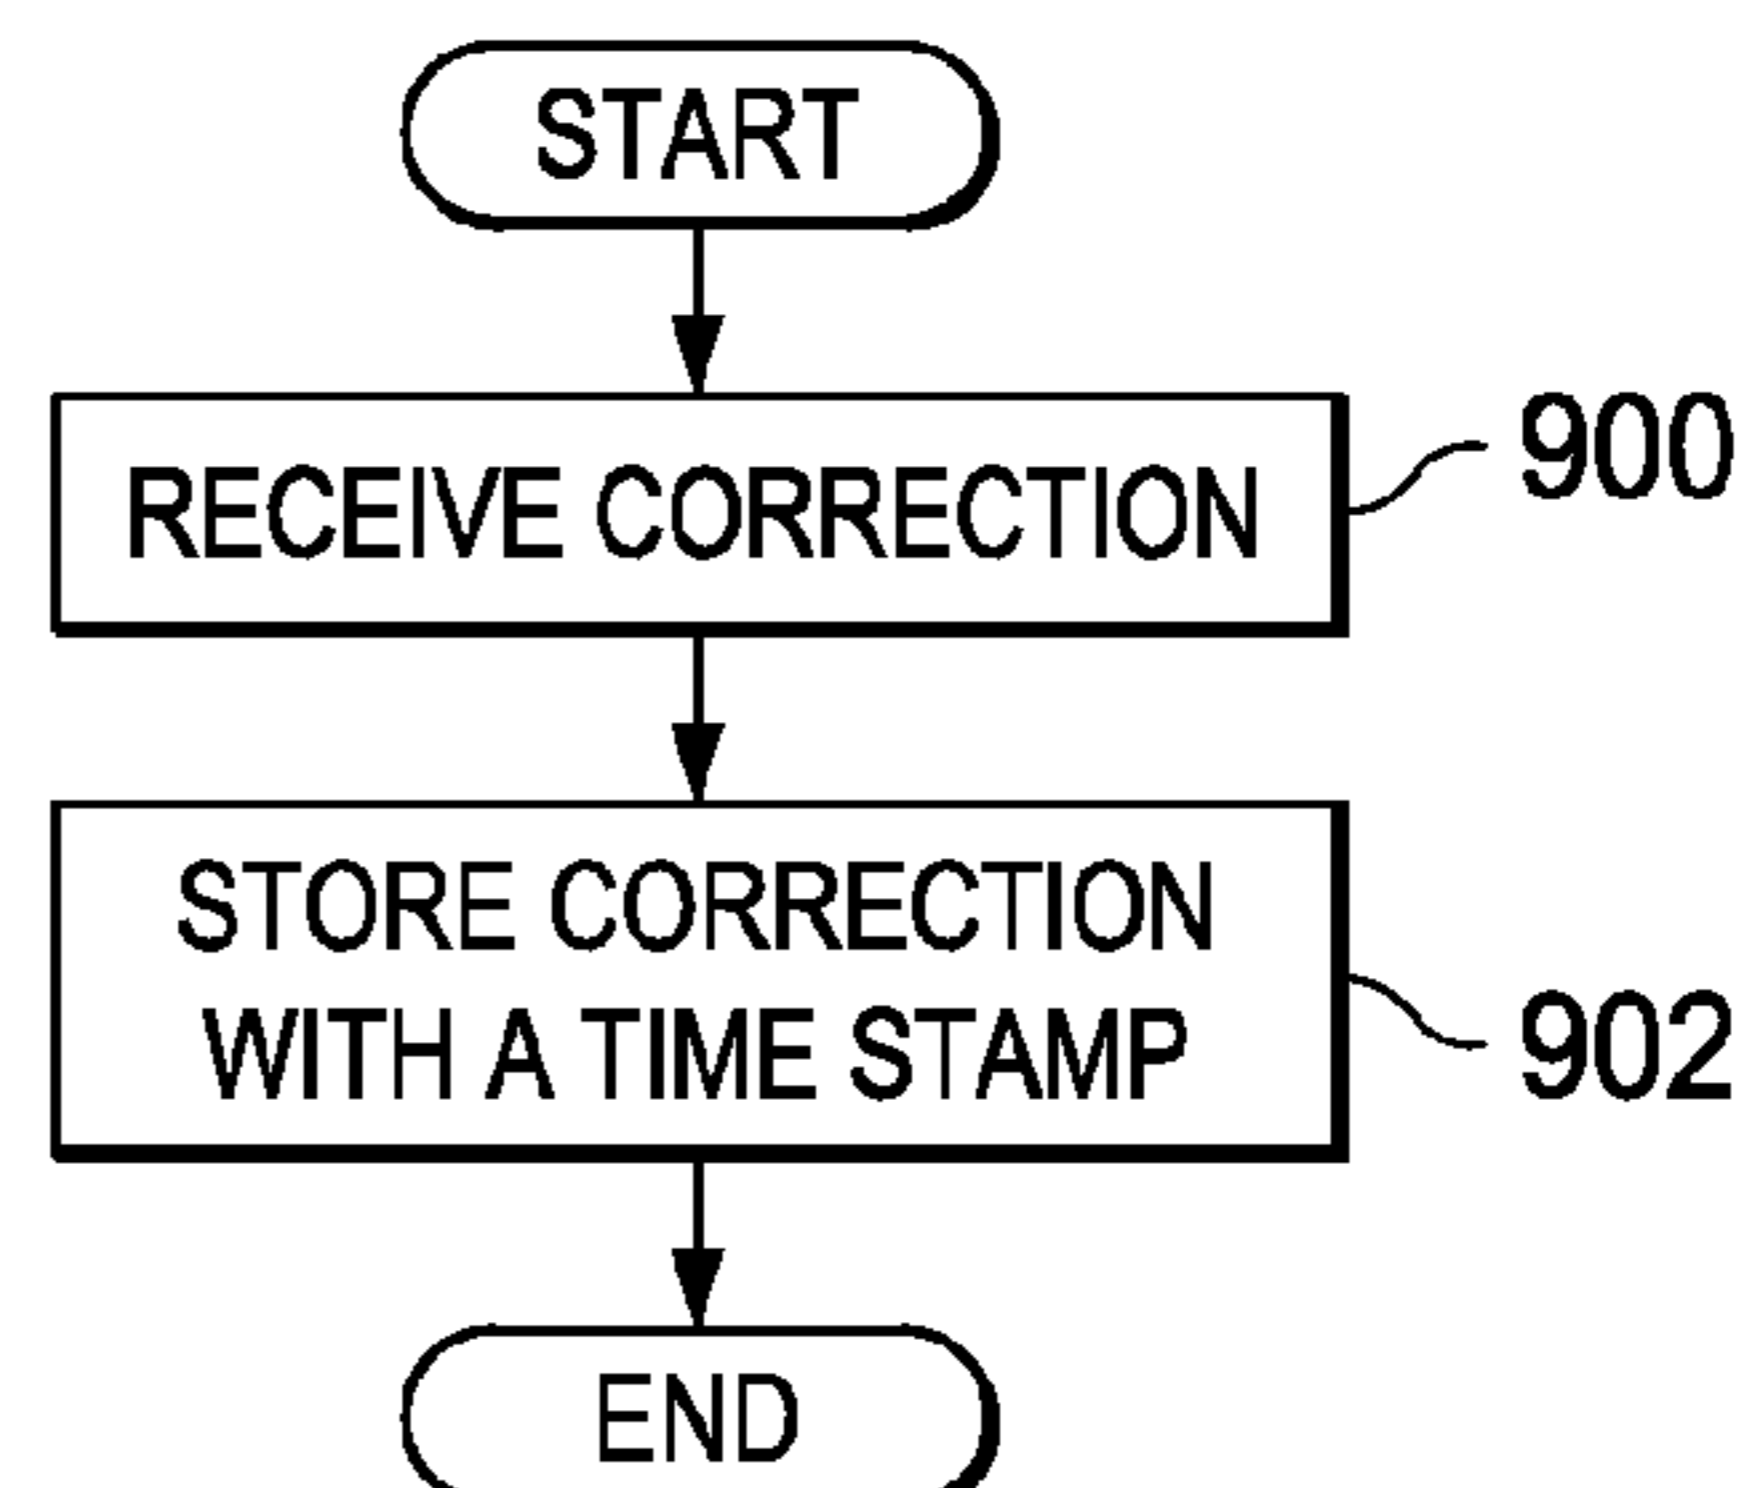 START
RECEIVE CORRECTION
900
STORE CORRECTION
WITH A TIME STAMP
902
END